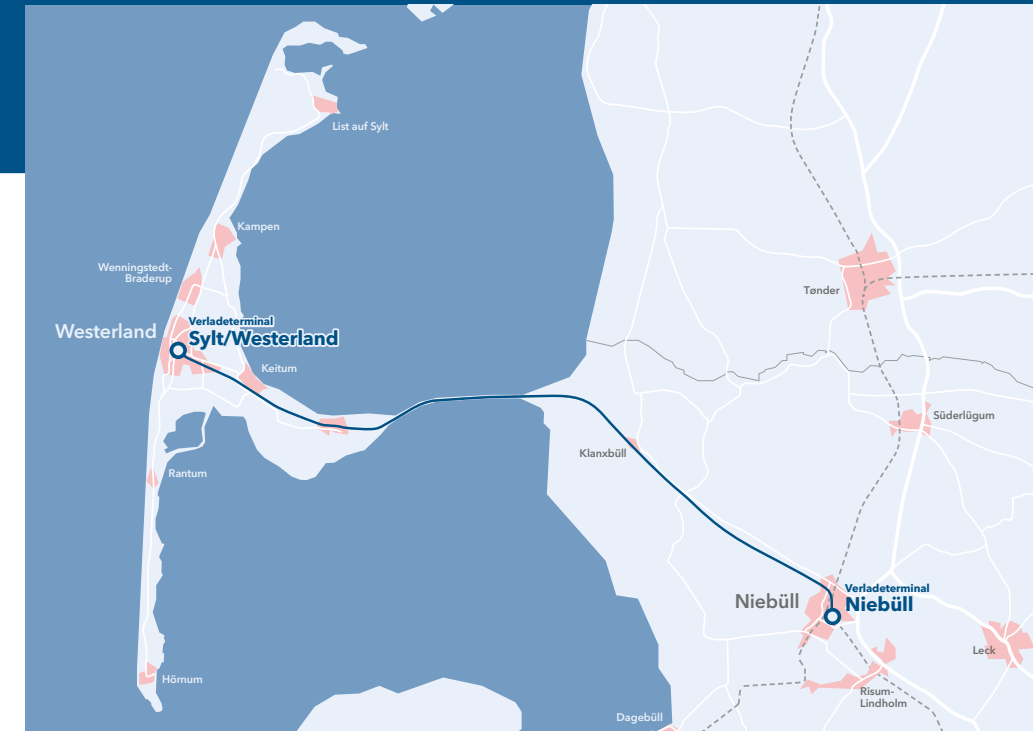 List auf Sylt
Kampen
Wenningstedt-
Braderup
Tønder
Verladeterminal
Westerland
Sylt/Westerland
Keitum
Süderlügum
Klanxbüll
Rantum
Verladeterminal
Niebüll
Niebüll
Leck
Hörnum
Risum-
Lindholm
Dagebüll